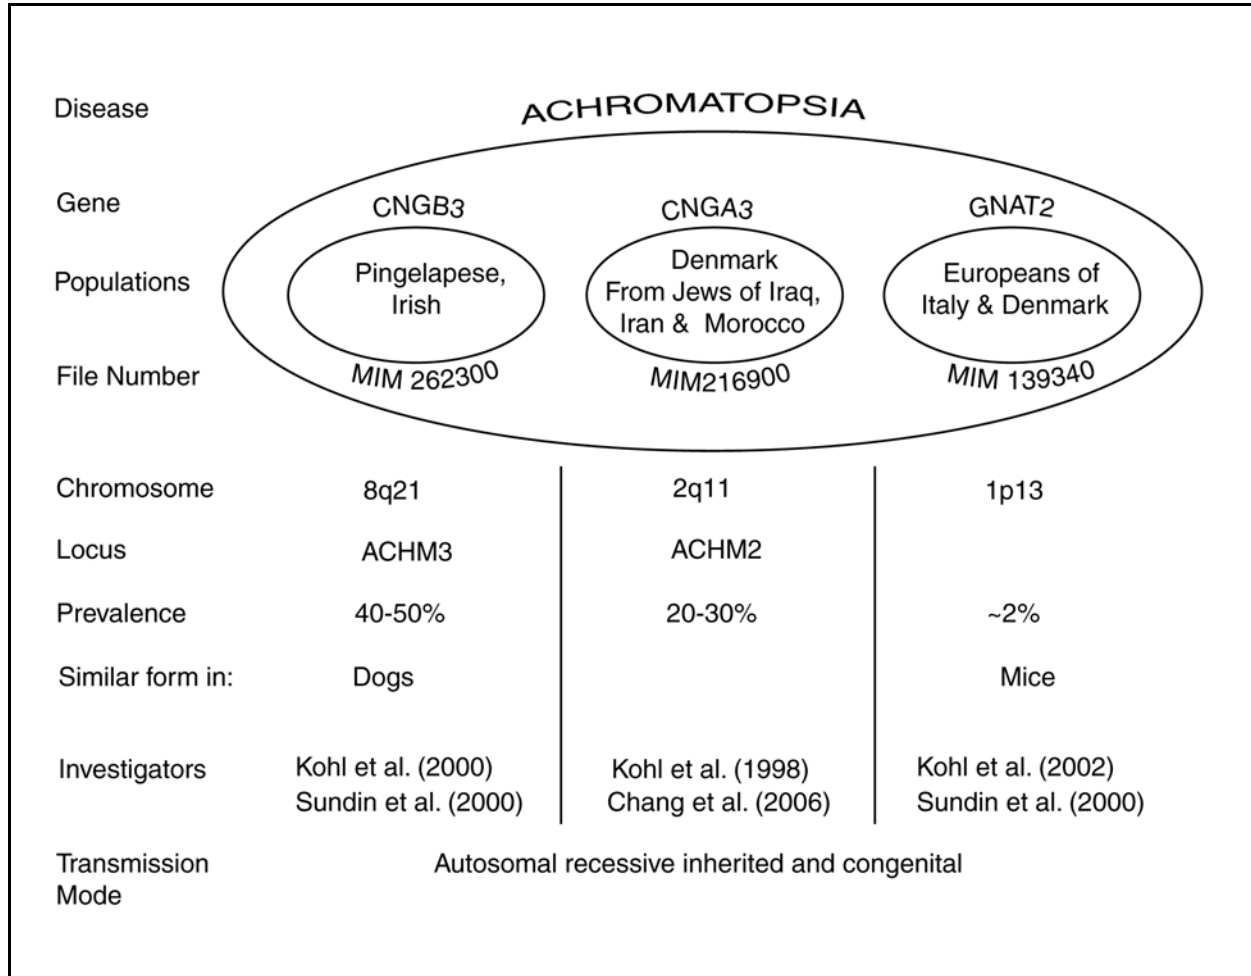 Disease ACHROMATOPSIA
Gene CNGB3 CNGA3 GNAT2
Populations Pingelapese, Irish Denmark From Jews of Iraq, Iran & Morocco Europeans of Italy & Denmark
File Number MIM 262300 MIM216900 MIM 139340
Chromosome 8q21 2q11 1p13
Locus ACHM3 ACHM2
Prevalence 40-50% 20-30% ~2%
Similar form in: Dogs Mice
Investigators Kohl et al. (2000) Kohl et al. (1998) Kohl et al. (2002)
Sundin et al. (2000) Chang et al. (2006) Sundin et al. (2000)
Transmission Autosomal recessive inherited and congenital
Mode